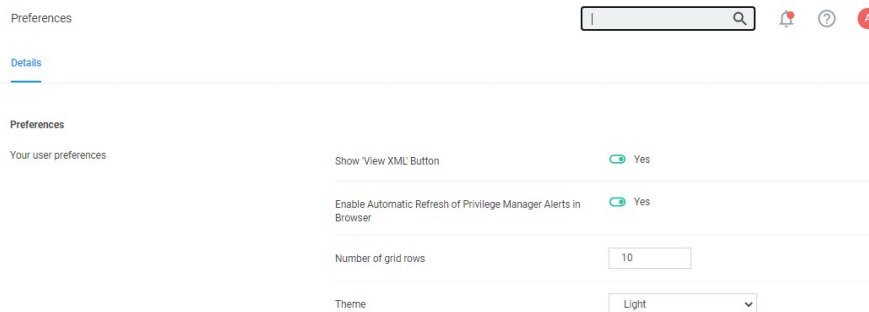 Preferences
Details
Preferences
Your user preferences
Show 'View XML' Button
Yes
Enable Automatic Refresh of Privilege Manager Alerts in
Browser
Yes
Number of grid rows
10
Theme
Light